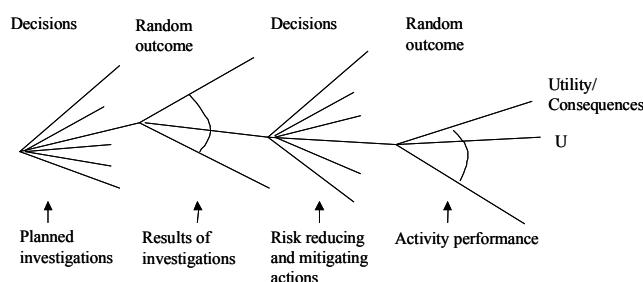 Decisions
Random
outcome
Decisions
Random
outcome
Utility/
Consequences
U
Planned
investigations
Results of
investigations
Risk reducing
and mitigating
actions
Activity performance